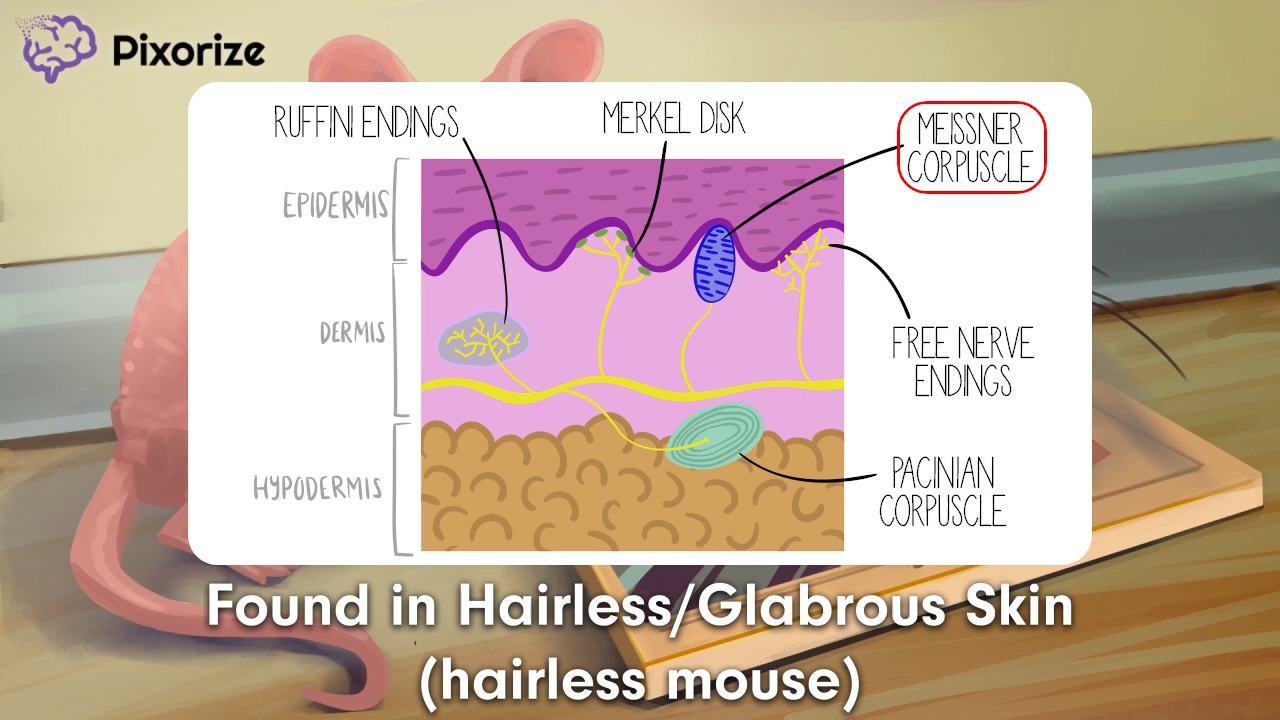 Pixorize
RUFFINI ENDINGS
MERKEL DISK
MEISSNER
CORPUSCLE
EPIDERMIS
DERMIS
FREE NERVE
ENDINGS
HYPODERMIS
PACINIAN
CORPUSCLE
Found in Hairless/Glabrous Skin
(hairless mouse)